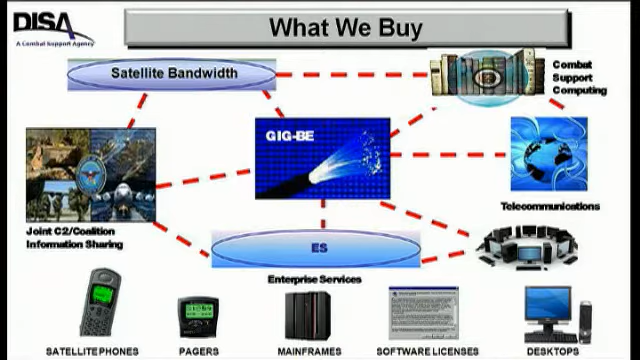 DISA
A Combat Support Agency
What We Buy
Satellite Bandwidth
Combat
Support
Computing
GIG-BE
Telecommunications
Joint C2/Coalition
Information Sharing
ES
Enterprise Services
SATELLITE PHONES
PAGERS
MAINFRAMES
SOFTWARE LICENSES
DESKTOPS